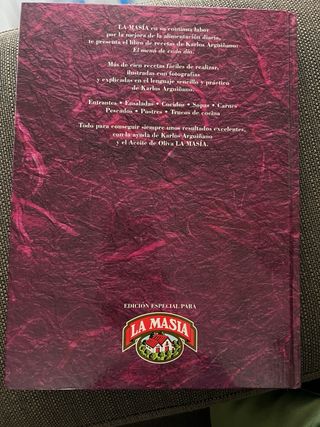 LA MASÍA en su continua labor
por la mejora de la alimentación diaria,
te presenta el libro de recetas de Karlos Arguiñano:
El menú de cada día.
Más de cien recetas fáciles de realizar,
ilustradas con fotografías
y explicadas en el lenguaje sencillo y práctico
de Karlos Arguiñano.
Entrantes • Ensaladas • Cocidos • Sopas • Carnes
Pescados • Postres • Trucos de cocina
Todo para conseguir siempre unos resultados excelentes,
con la ayuda de Karlos Arguiñano
y el Aceite de Oliva LA MASÍA.
EDICIÓN ESPECIAL PARA
LA MASIA